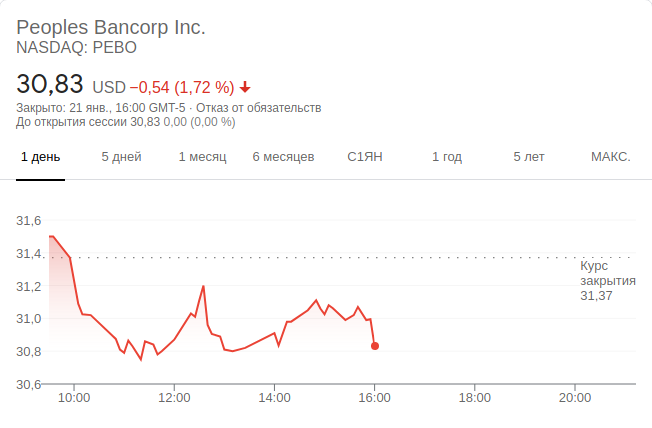 Peoples Bancorp Inc.
NASDAQ: PEBO
30,83 USD −0,54 (1,72 %)
Закрыто: 21 янв., 16:00 GMT-5 · Отказ от обязательств
До открытия сессии 30,83 0,00 (0,00 %)
1 день 5 дней 1 месяц 6 месяцев С1ЯН 1 год 5 лет МАКС.
31,6
31,4
Курс
закрытия
31,37
31,2
31,0
30,8
30,6
10:00 12:00 14:00 16:00 18:00 20:00